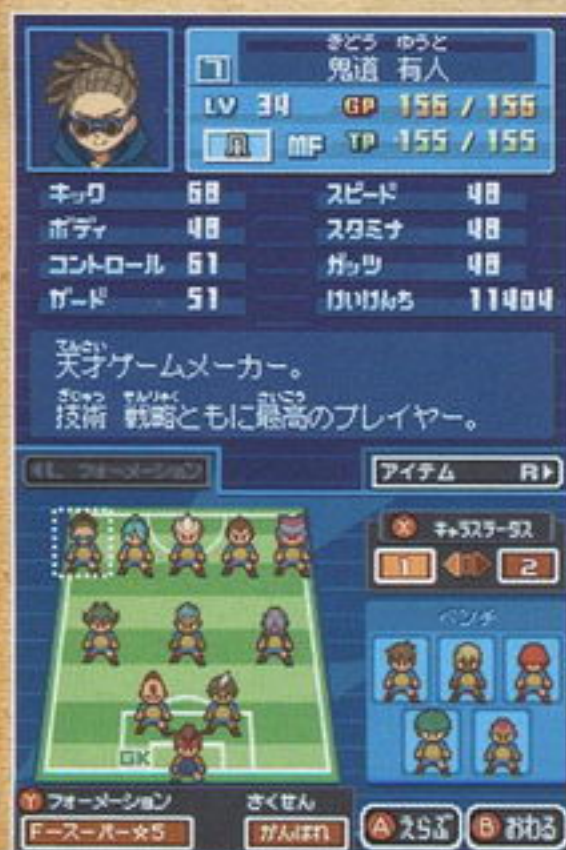 きどう ゆうと
7 鬼道 有人
LV 34 GP 155 / 155
風 MF TP 155 / 155
キック 68 スピード 48
ボディ 48 スタミナ 48
コントロール 61 ガッツ 48
ガード 51 けいけんち 11404
てんさい
天才ゲームメーカー。
ぎじゅつ せんりゃく さいこう
技術 戦略ともに最高のプレイヤー。
◀L フォーメーション
アイテム R▶
X キャラステータス
1 2
ベンチ
GK
Y フォーメーション さくせん
F-スーパー☆5 がんばれ
A えらぶ B おわる